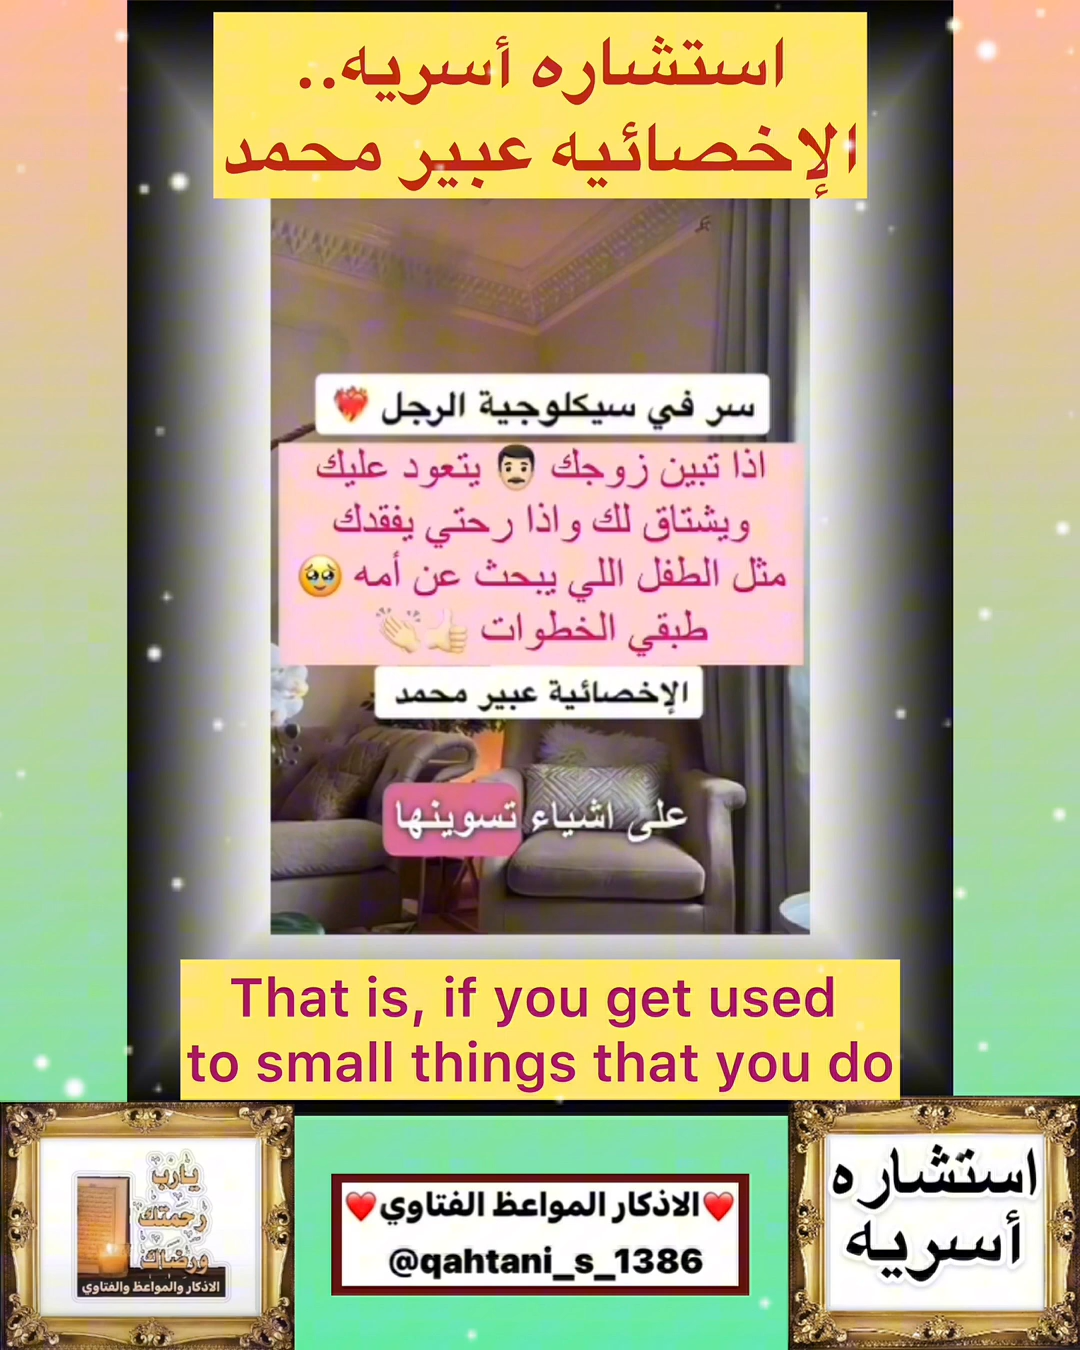 استشاره أسريه..
الإخصائيه عبير محمد
سر في سيكلوجية الرجل ❤️‍🔥
اذا تبين زوجك 👨🏻 يتعود عليك
ويشتاق لك واذا رحتي يفقدك
مثل الطفل اللي يبحث عن أمه 🥹
طبقي الخطوات 👍🏻👏🏻
الإخصائية عبير محمد
على اشياء تسوينها
That is, if you get used
to small things that you do
يارب
رحمتك
ورضاك
الاذكار والمواعظ والفتاوي
❤️الاذكار المواعظ الفتاوي❤️
@qahtani_s_1386
استشاره
أسريه